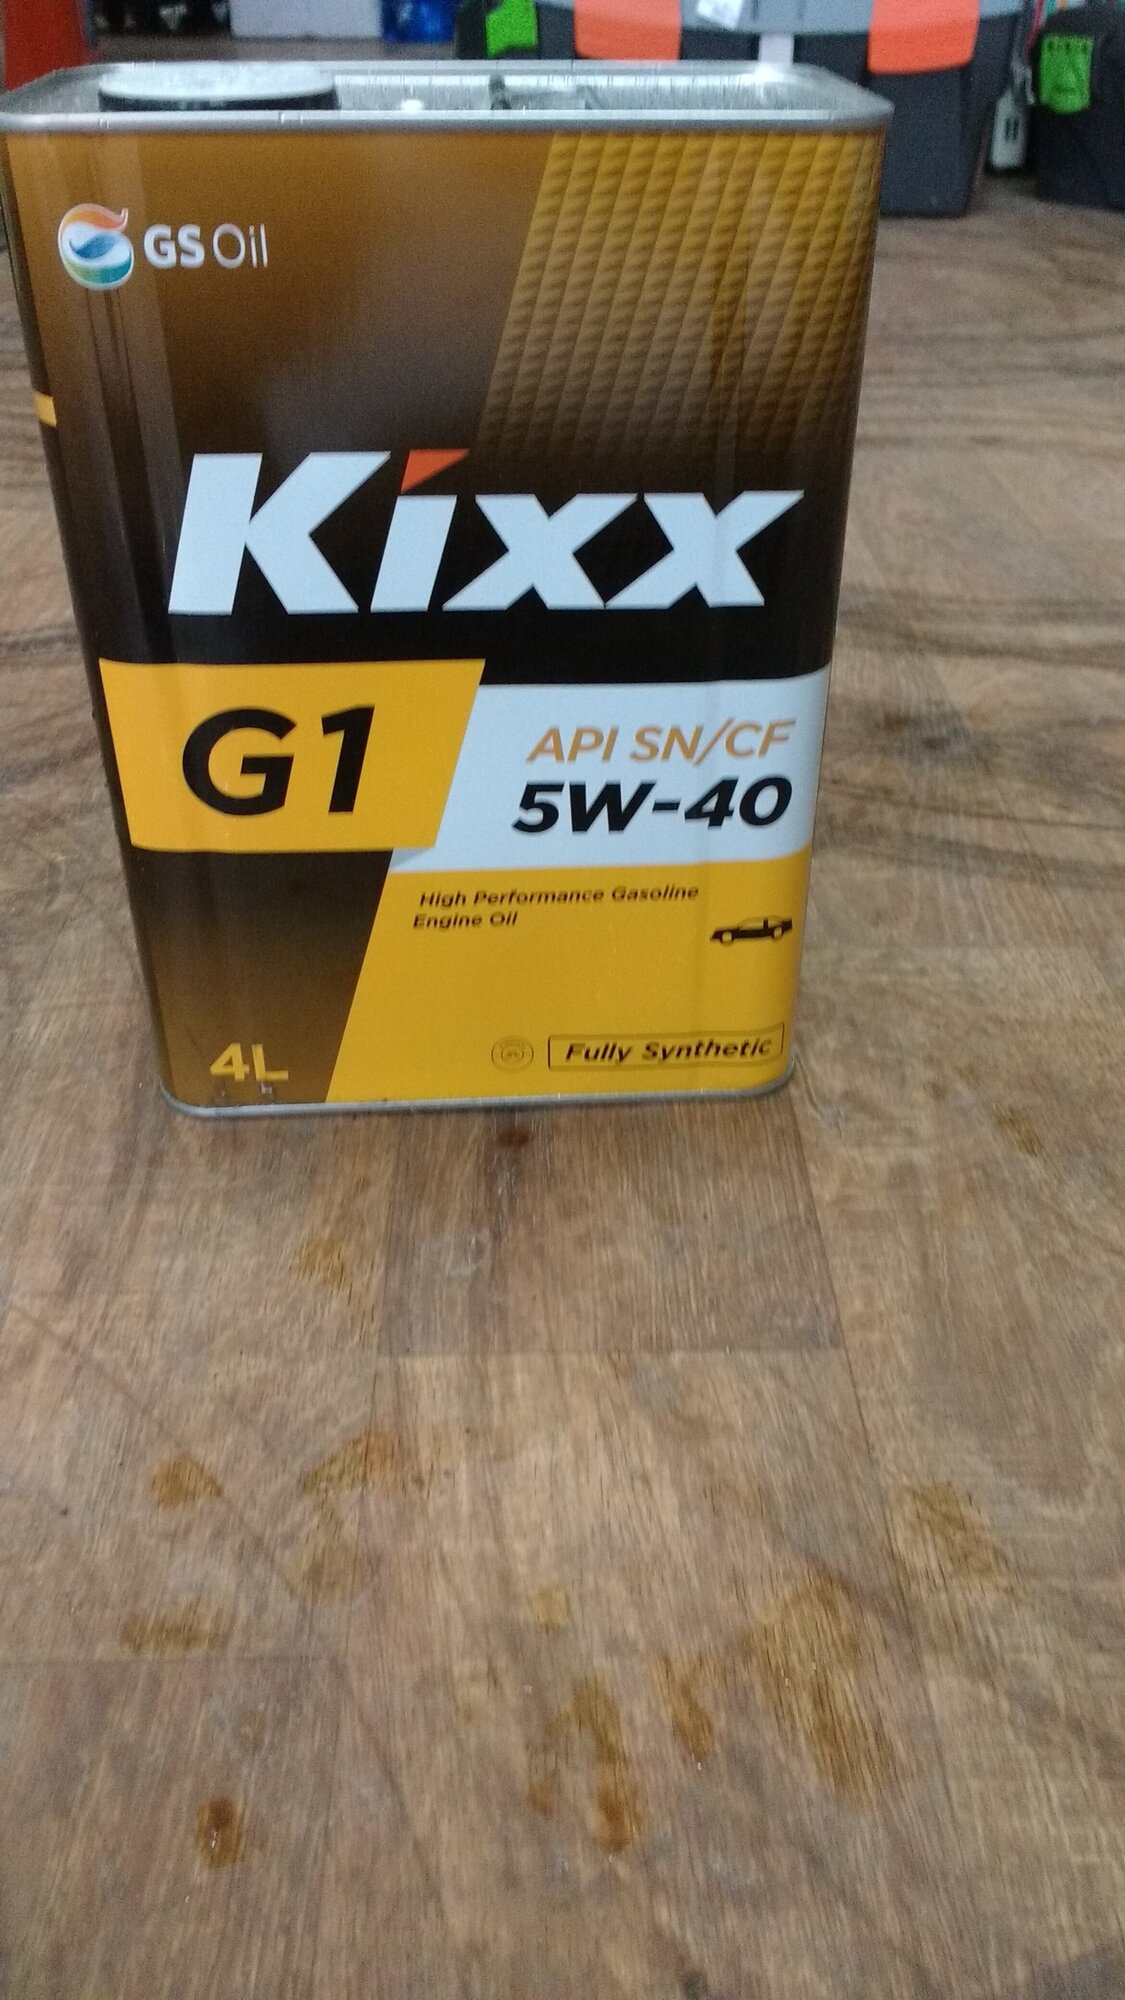 GS Oil
Kixx
G1
API SN/CF
5W-40
High Performance Gasoline
Engine Oil
4L
Fully Synthetic